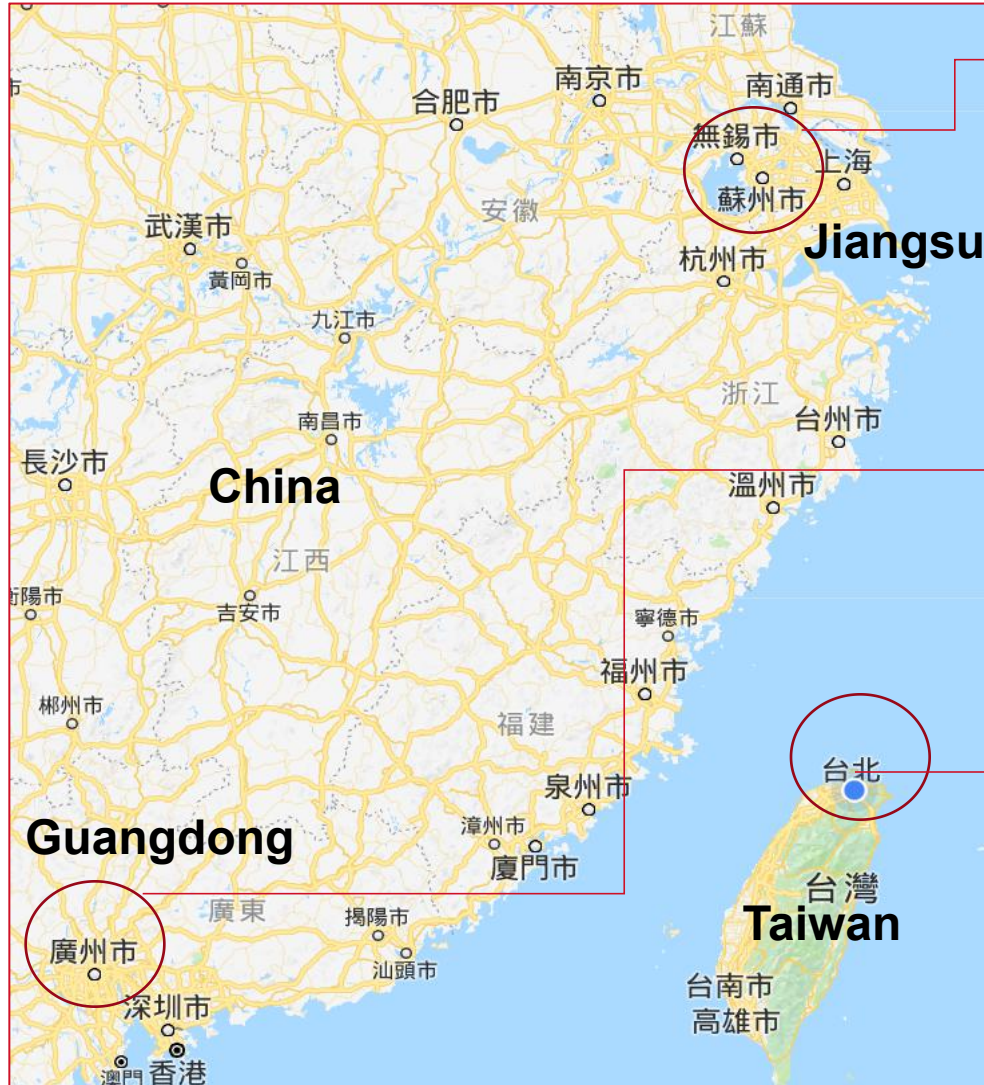 江蘇
南京市
南通市
合肥市
無錫市
上海
蘇州市
安徽
武漢市
Jiangsu
杭州市
黃岡市
九江市
浙江
台州市
南昌市
長沙市
China
溫州市
江西
衡陽市
吉安市
寧德市
福州市
郴州市
福建
台北
泉州市
Guangdong
漳州市
廈門市
台灣
廣東
揭陽市
Taiwan
廣州市
汕頭市
台南市
深圳市
高雄市
澳門
香港